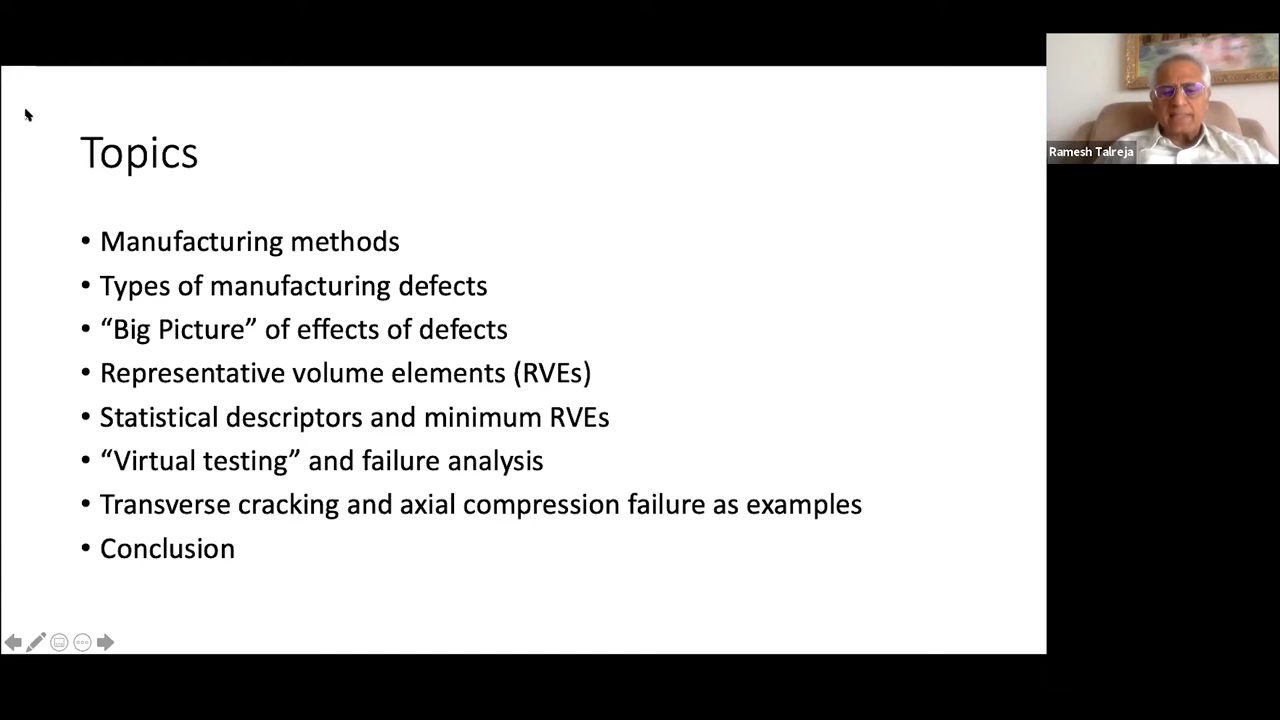 Topics
• Manufacturing methods
• Types of manufacturing defects
• “Big Picture” of effects of defects
• Representative volume elements (RVEs)
• Statistical descriptors and minimum RVEs
• “Virtual testing” and failure analysis
• Transverse cracking and axial compression failure as examples
• Conclusion
Ramesh Talreja